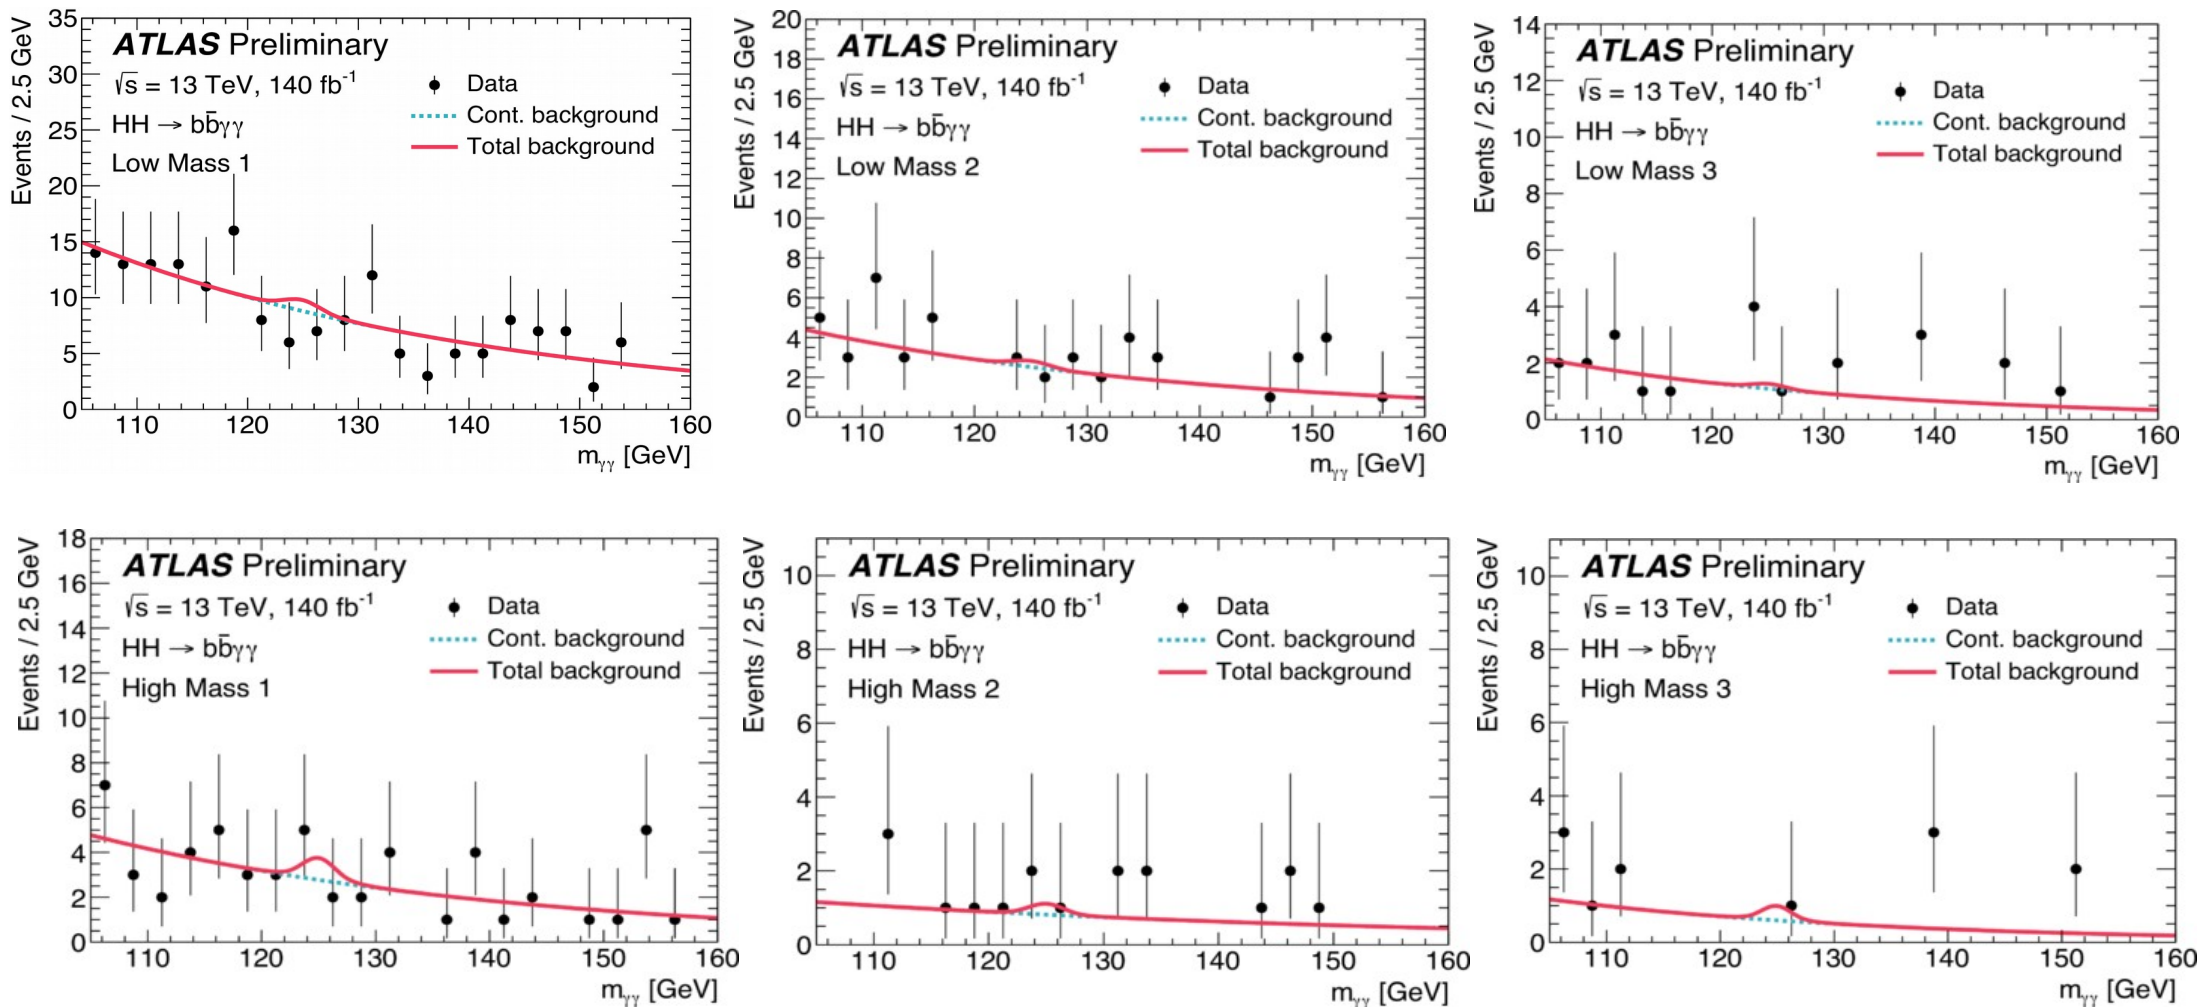 Events / 2.5 GeV
35
30
25
20
15
10
5
0
ATLAS Preliminary
√s = 13 TeV, 140 fb⁻¹
HH → bb̄γγ
Low Mass 1
Data
Cont. background
Total background
110 120 130 140 150 160
mγγ [GeV]
Events / 2.5 GeV
20
18
16
14
12
10
8
6
4
2
0
ATLAS Preliminary
√s = 13 TeV, 140 fb⁻¹
HH → bb̄γγ
Low Mass 2
Data
Cont. background
Total background
110 120 130 140 150 160
mγγ [GeV]
Events / 2.5 GeV
14
12
10
8
6
4
2
0
ATLAS Preliminary
√s = 13 TeV, 140 fb⁻¹
HH → bb̄γγ
Low Mass 3
Data
Cont. background
Total background
110 120 130 140 150 160
mγγ [GeV]
Events / 2.5 GeV
18
16
14
12
10
8
6
4
2
0
ATLAS Preliminary
√s = 13 TeV, 140 fb⁻¹
HH → bb̄γγ
High Mass 1
Data
Cont. background
Total background
110 120 130 140 150 160
mγγ [GeV]
Events / 2.5 GeV
10
8
6
4
2
0
ATLAS Preliminary
√s = 13 TeV, 140 fb⁻¹
HH → bb̄γγ
High Mass 2
Data
Cont. background
Total background
110 120 130 140 150 160
mγγ [GeV]
Events / 2.5 GeV
10
8
6
4
2
0
ATLAS Preliminary
√s = 13 TeV, 140 fb⁻¹
HH → bb̄γγ
High Mass 3
Data
Cont. background
Total background
110 120 130 140 150 160
mγγ [GeV]